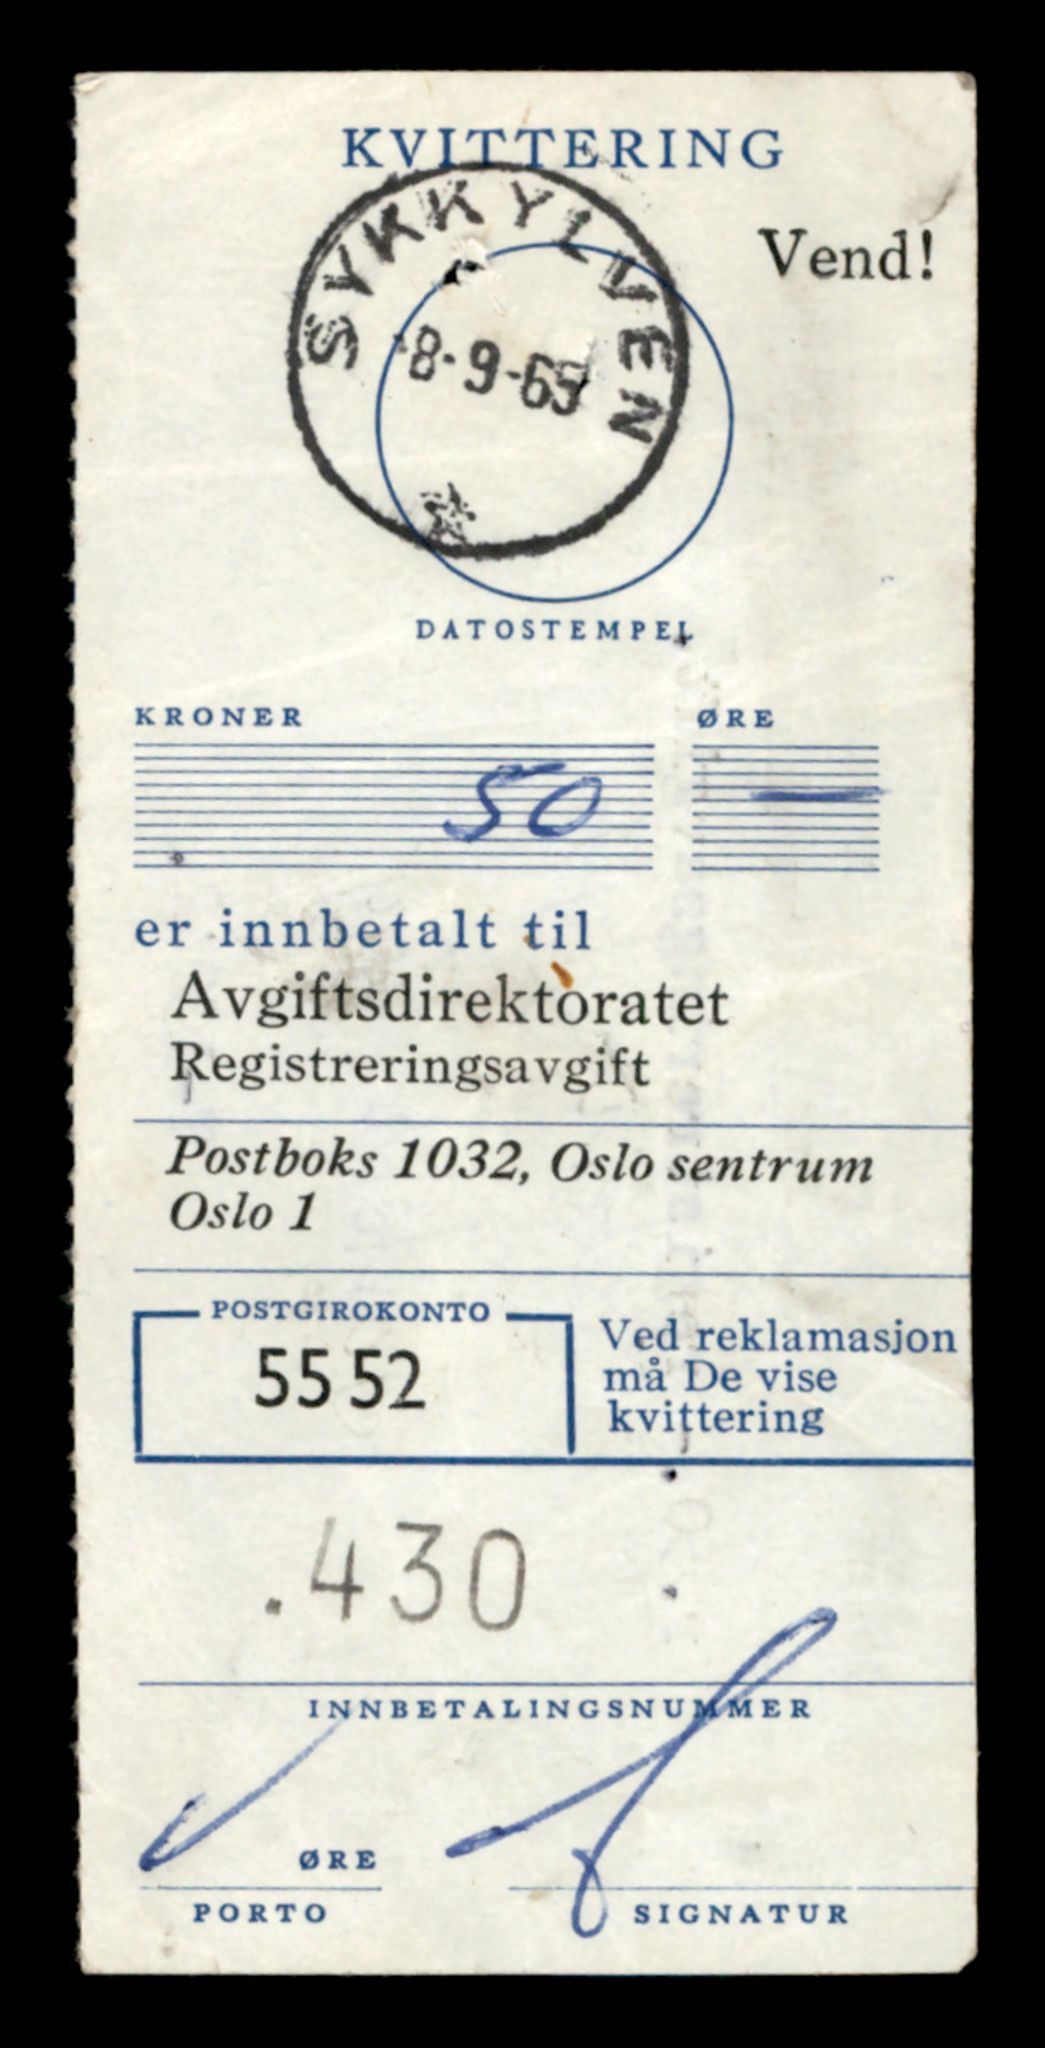 KVITTERING
Vend!
SYKKYLVEN
8-9-69
DATOSTEMPEL
KRONER
ØRE
50 —
er innbetalt til
Avgiftsdirektoratet
Registreringsavgift
Postboks 1032, Oslo sentrum
Oslo 1
POSTGIROKONTO
55 52
Ved reklamasjon
må De vise
kvittering
.430
INNBETALINGSNUMMER
ØRE
PORTO
SIGNATUR